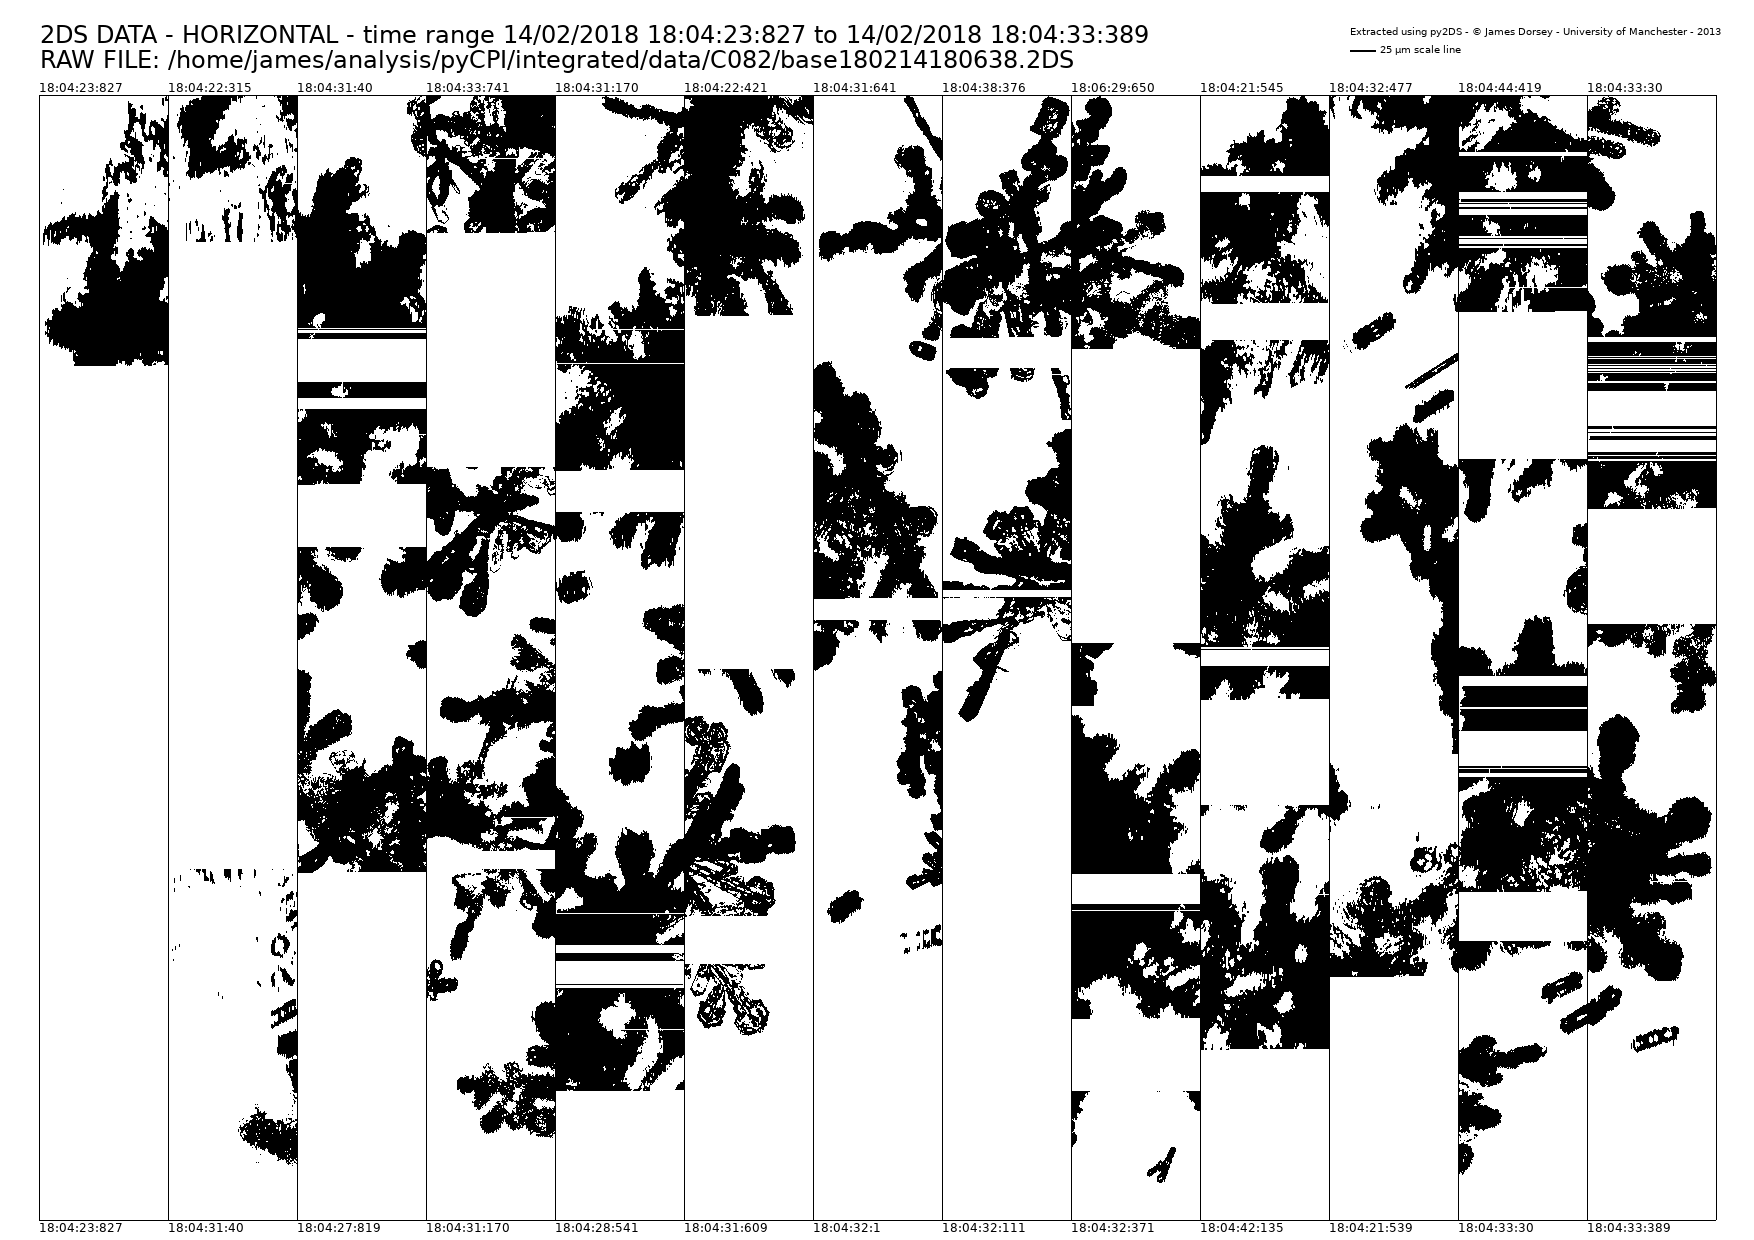 2DS DATA - HORIZONTAL - time range 14/02/2018 18:04:23:827 to 14/02/2018 18:04:33:389
Extracted using py2DS - © James Dorsey - University of Manchester - 2013
25 µm scale line
RAW FILE: /home/james/analysis/pyCPI/integrated/data/C082/base180214180638.2DS
18:04:23:827 18:04:22:315 18:04:31:40 18:04:33:741 18:04:31:170 18:04:22:421 18:04:31:641 18:04:38:376 18:06:29:650 18:04:21:545 18:04:32:477 18:04:44:419 18:04:33:30
18:04:23:827 18:04:31:40 18:04:27:819 18:04:31:170 18:04:28:541 18:04:31:609 18:04:32:1 18:04:32:111 18:04:32:371 18:04:42:135 18:04:21:539 18:04:33:30 18:04:33:389